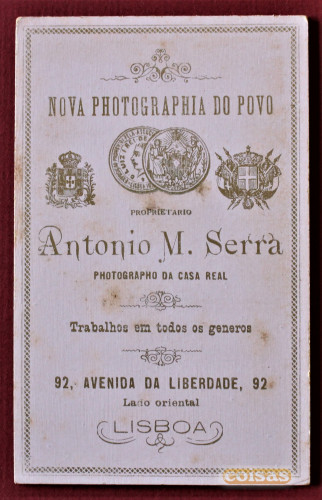 NOVA PHOTOGRAPHIA DO POVO
PROPRIETARIO
Antonio M. Serra
PHOTOGRAPHO DA CASA REAL
Trabalhos em todos os generos
92, AVENIDA DA LIBERDADE, 92
Lado oriental
LISBOA
coisas